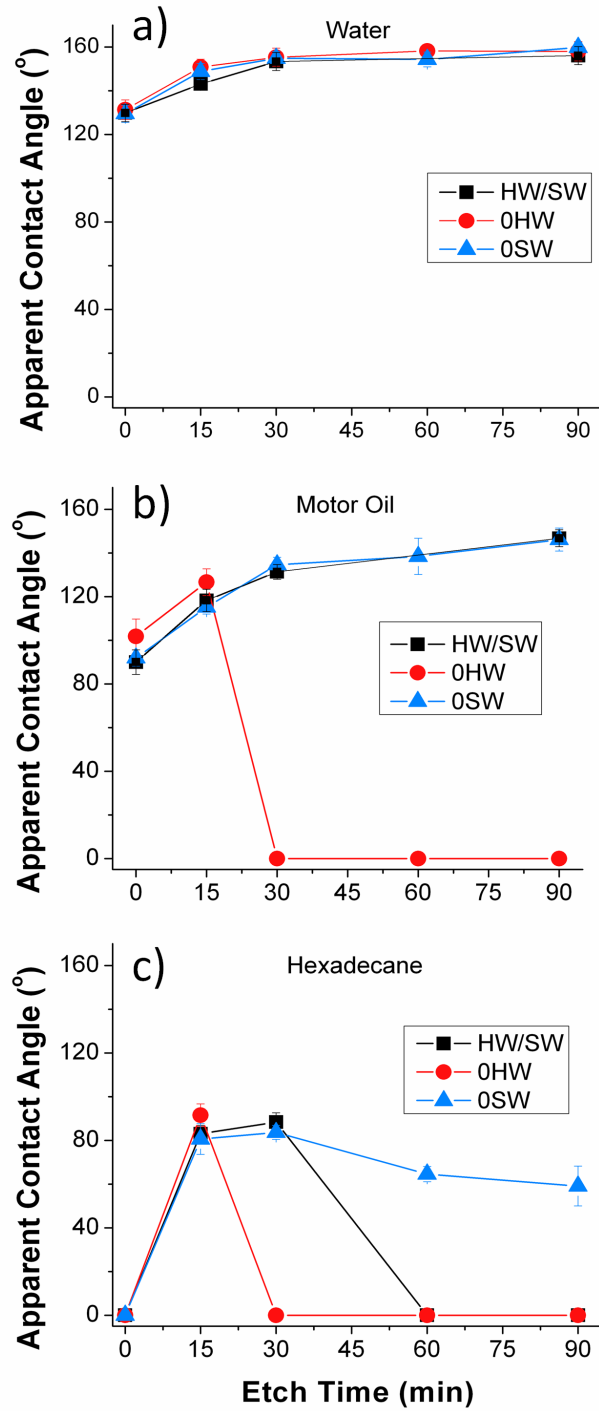 a)
Water
Apparent Contact Angle (°)
160
120
80
40
0
HW/SW
0HW
0SW
0 15 30 45 60 75 90
b)
Motor Oil
Apparent Contact Angle (°)
160
120
80
40
0
HW/SW
0HW
0SW
0 15 30 45 60 75 90
c)
Hexadecane
Apparent Contact Angle (°)
160
120
80
40
0
HW/SW
0HW
0SW
0 15 30 45 60 75 90
Etch Time (min)